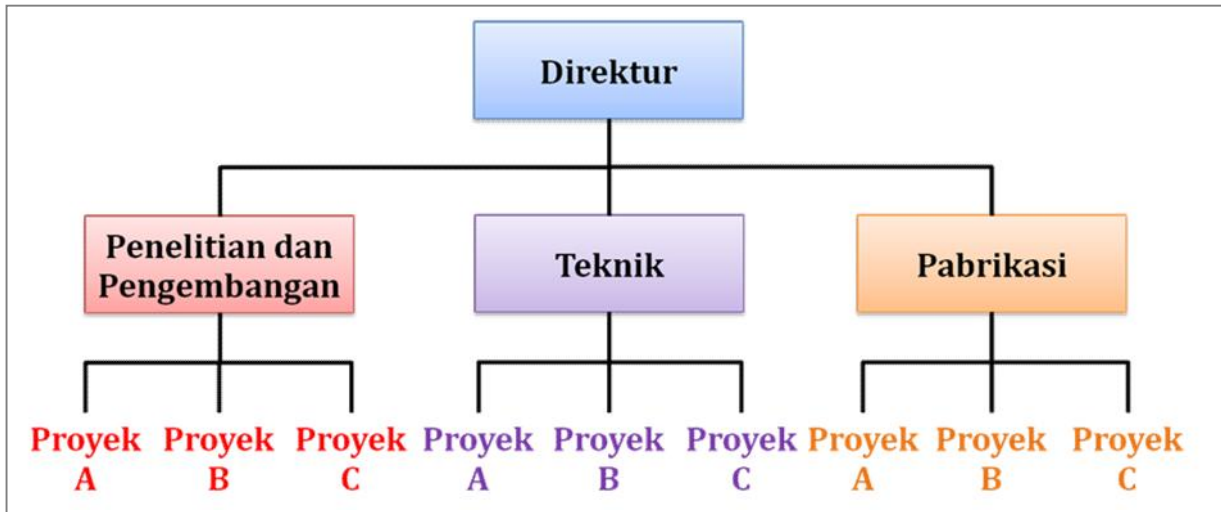 Direktur
Penelitian dan
Pengembangan
Teknik
Pabrikasi
Proyek
A
Proyek
B
Proyek
C
Proyek
A
Proyek
B
Proyek
C
Proyek
A
Proyek
B
Proyek
C